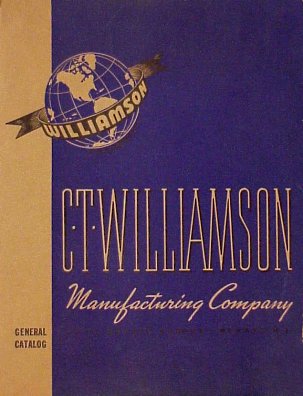 WILLIAMSON
C·T·WILLIAMSON
Manufacturing Company
GENERAL
CATALOG